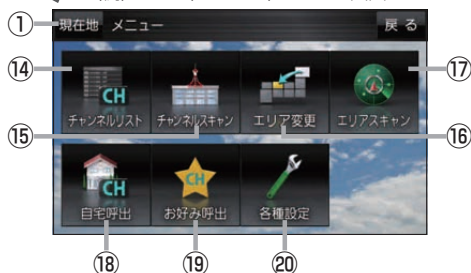 ①
現在地 メニュー 戻る
⑭ ⑰
CH CH
チャンネルリスト チャンネルスキャン エリア変更 エリアスキャン
⑮ ⑯
CH CH
自宅呼出 お好み呼出 各種設定
⑱ ⑲ ⑳